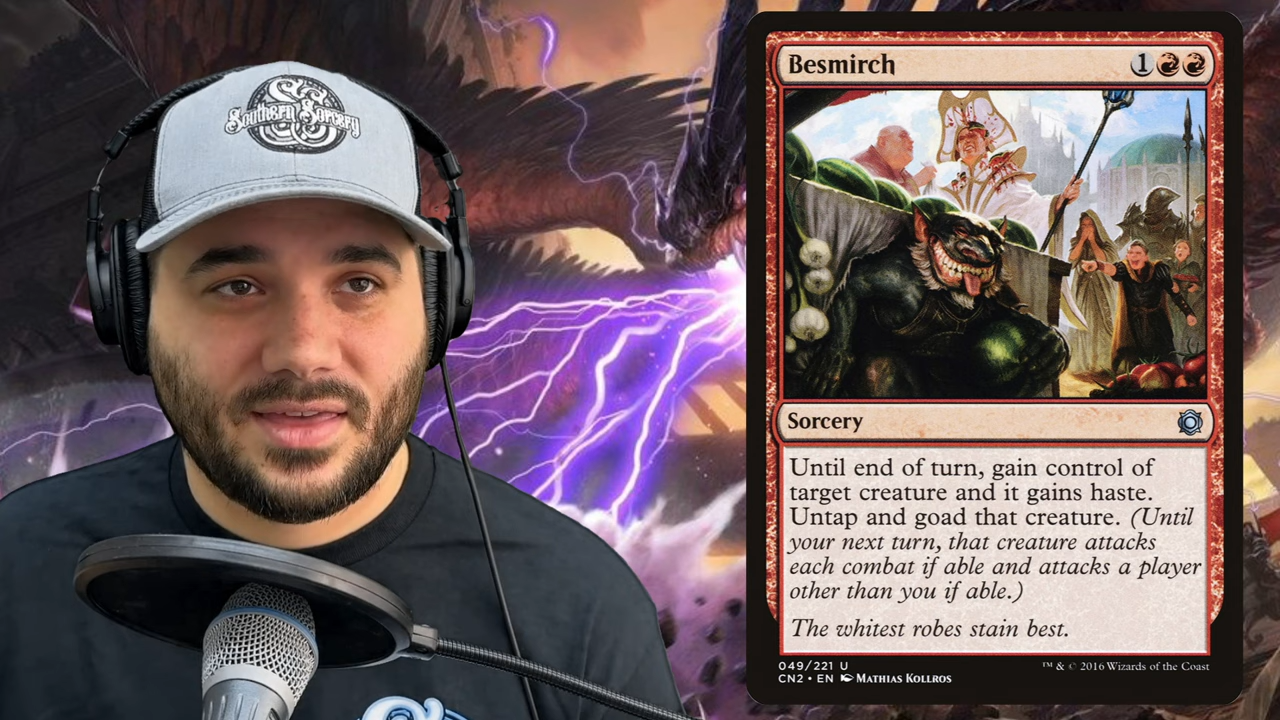 Southern Sorcery
Besmirch
1
Sorcery
Until end of turn, gain control of
target creature and it gains haste.
Untap and goad that creature. (Until
your next turn, that creature attacks
each combat if able and attacks a player
other than you if able.)
The whitest robes stain best.
049/221 U
™ & © 2016 Wizards of the Coast
CN2 • EN Mathias Kollros